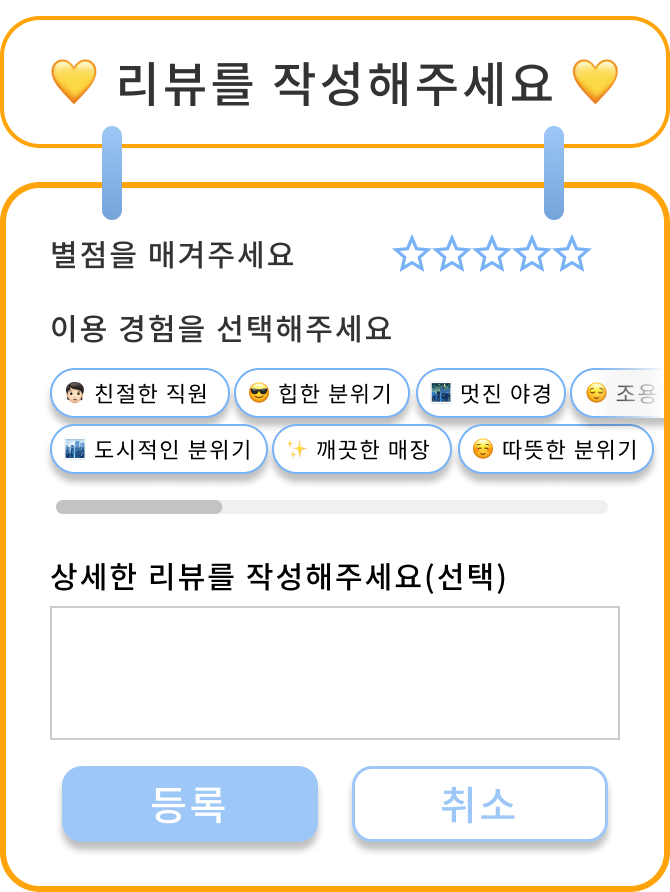 💛 리뷰를 작성해주세요 💛
별점을 매겨주세요 ☆☆☆☆☆
이용 경험을 선택해주세요
👩🏻 친절한 직원 😎 힙한 분위기 🌃 멋진 야경 😌 조용
🏙️ 도시적인 분위기 ✨ 깨끗한 매장 ☺️ 따뜻한 분위기
상세한 리뷰를 작성해주세요(선택)
등록 취소